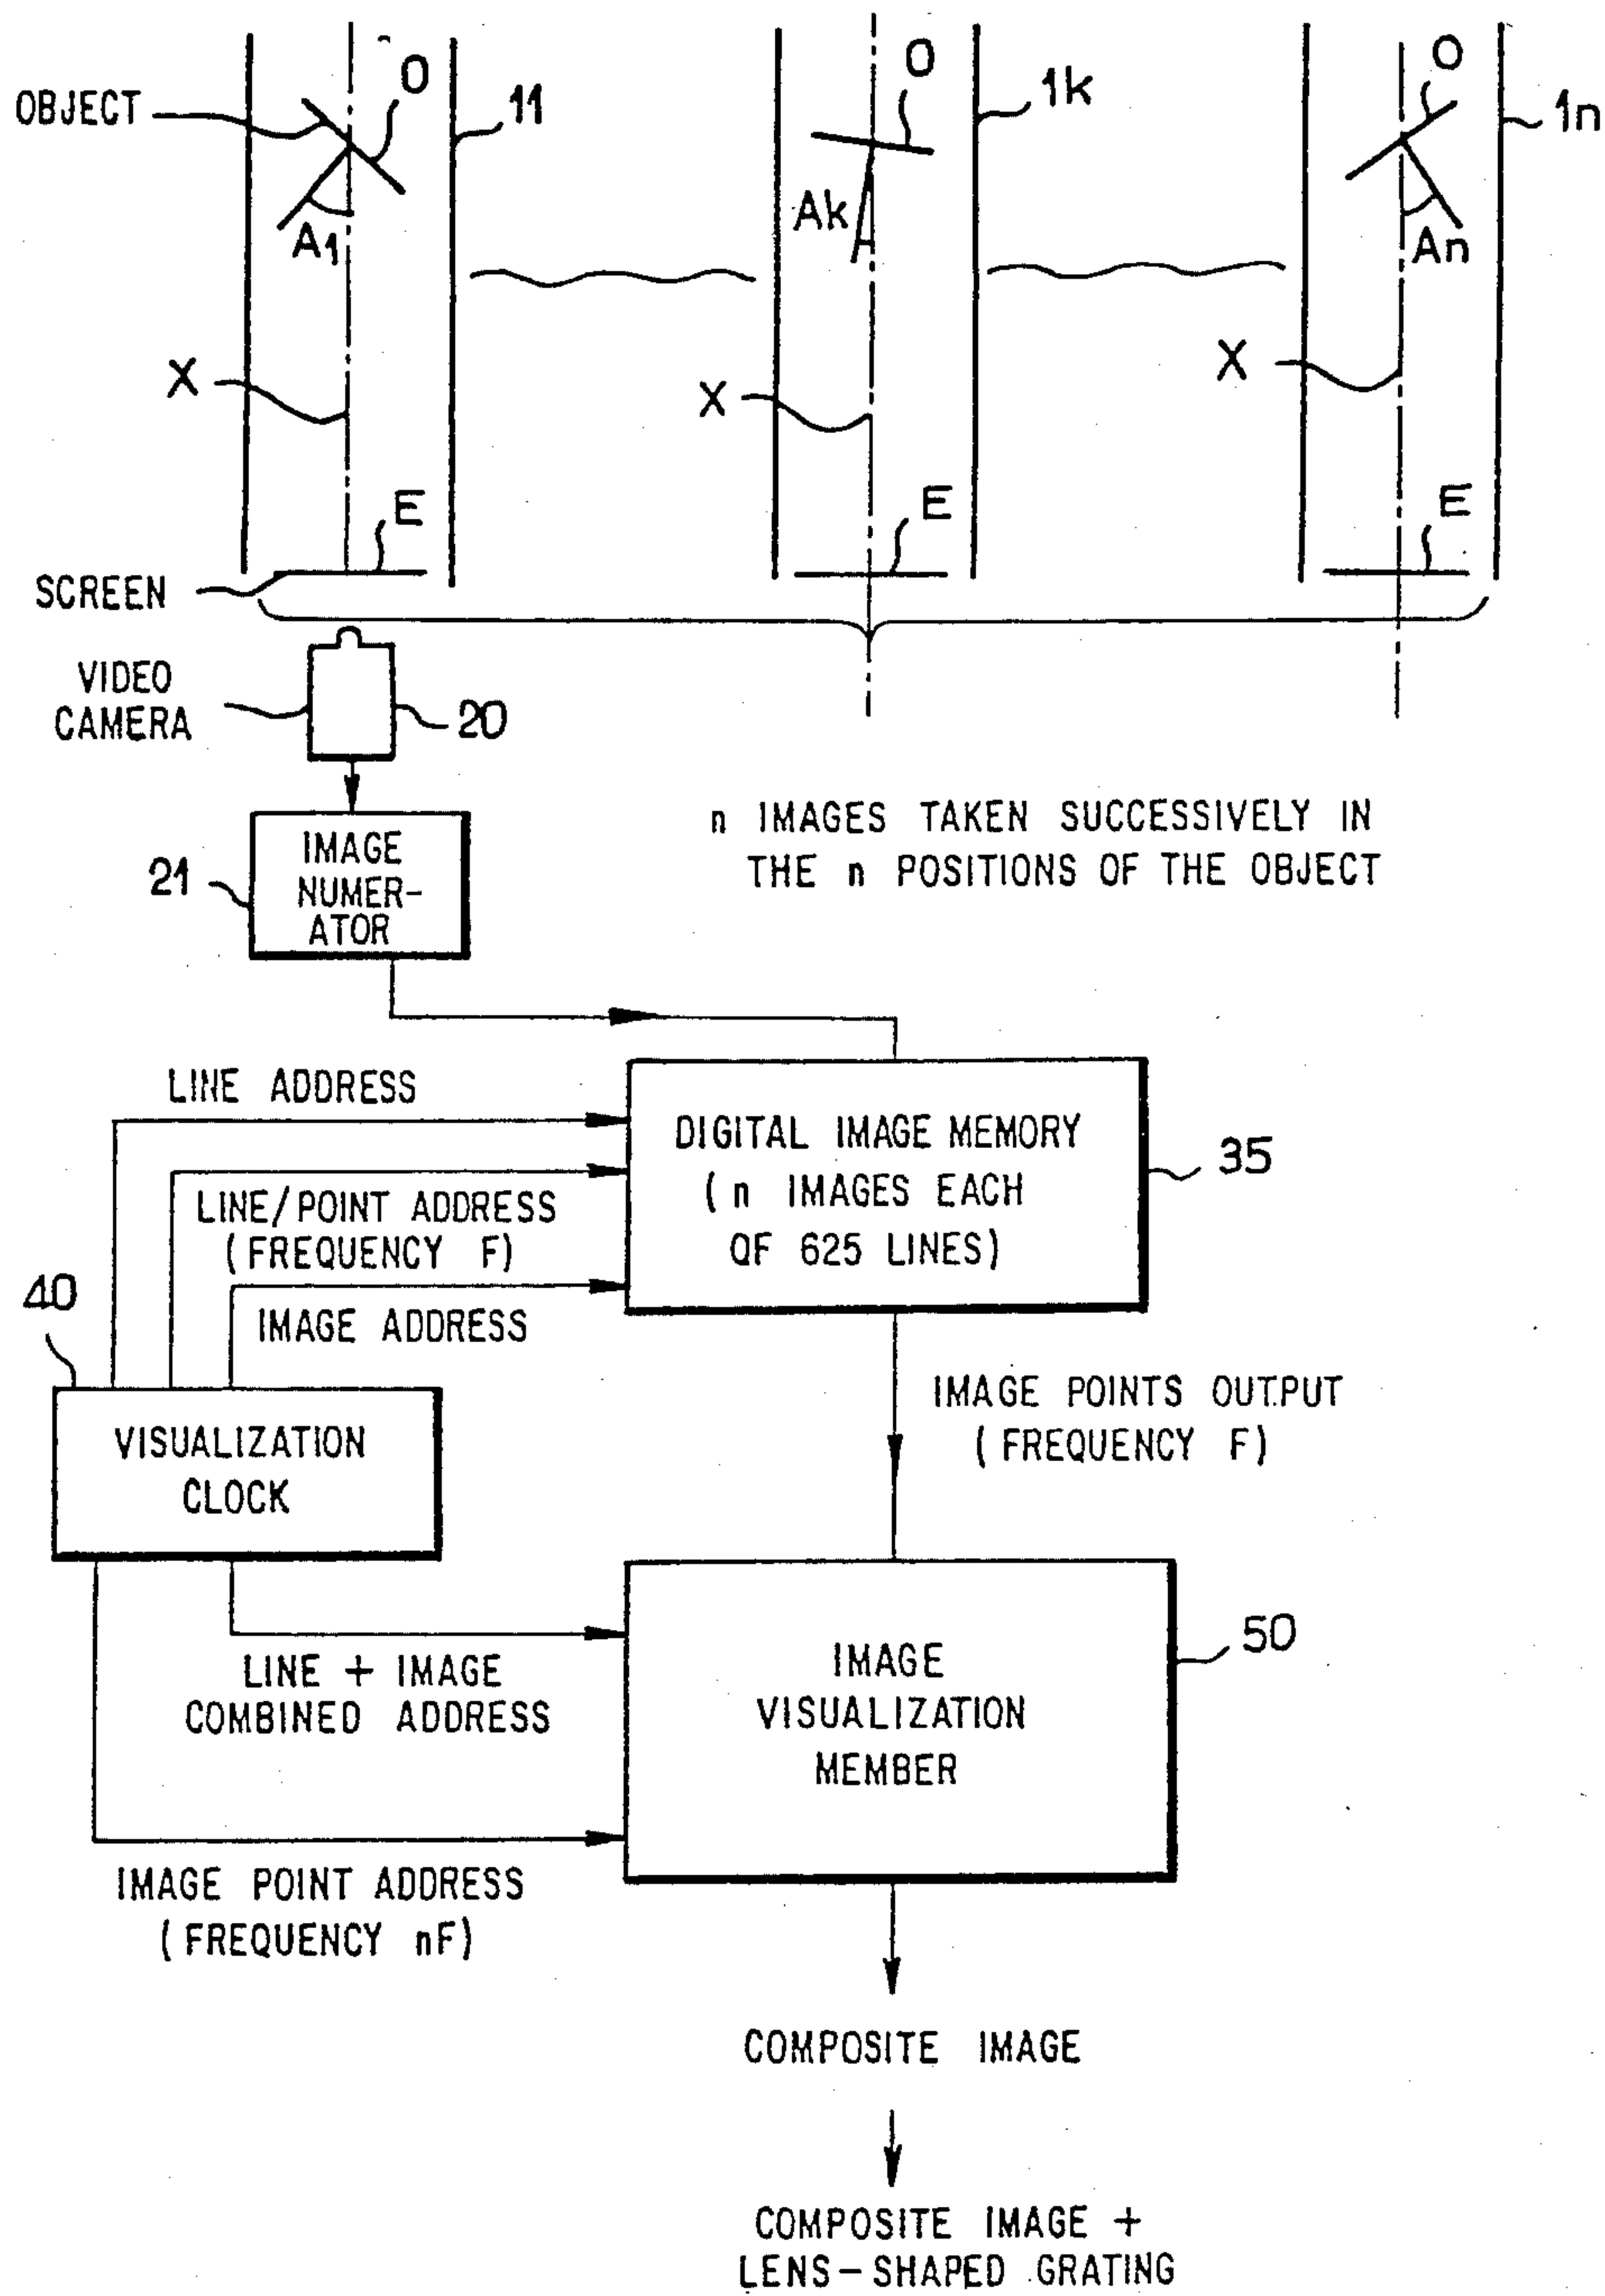 OBJECT
O
11
A1
X
E
SCREEN
O
1k
Ak
X
E
O
1n
An
X
E
VIDEO
CAMERA
20
n IMAGES TAKEN SUCCESSIVELY IN
THE n POSITIONS OF THE OBJECT
21
IMAGE
NUMER-
ATOR
LINE ADDRESS
LINE/POINT ADDRESS
(FREQUENCY F)
IMAGE ADDRESS
DIGITAL IMAGE MEMORY
(n IMAGES EACH
OF 625 LINES)
35
40
VISUALIZATION
CLOCK
IMAGE POINTS OUTPUT
(FREQUENCY F)
LINE + IMAGE
COMBINED ADDRESS
IMAGE POINT ADDRESS
(FREQUENCY nF)
IMAGE
VISUALIZATION
MEMBER
50
COMPOSITE IMAGE
COMPOSITE IMAGE +
LENS-SHAPED GRATING